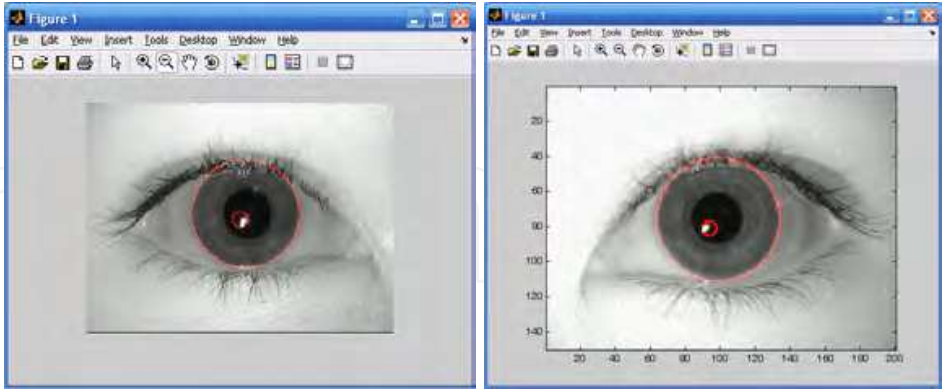 Figure 1
File Edit View Insert Tools Desktop Window Help
Figure 1
File Edit View Insert Tools Desktop Window Help
20
40
60
80
100
120
140
20 40 60 80 100 120 140 160 180 200